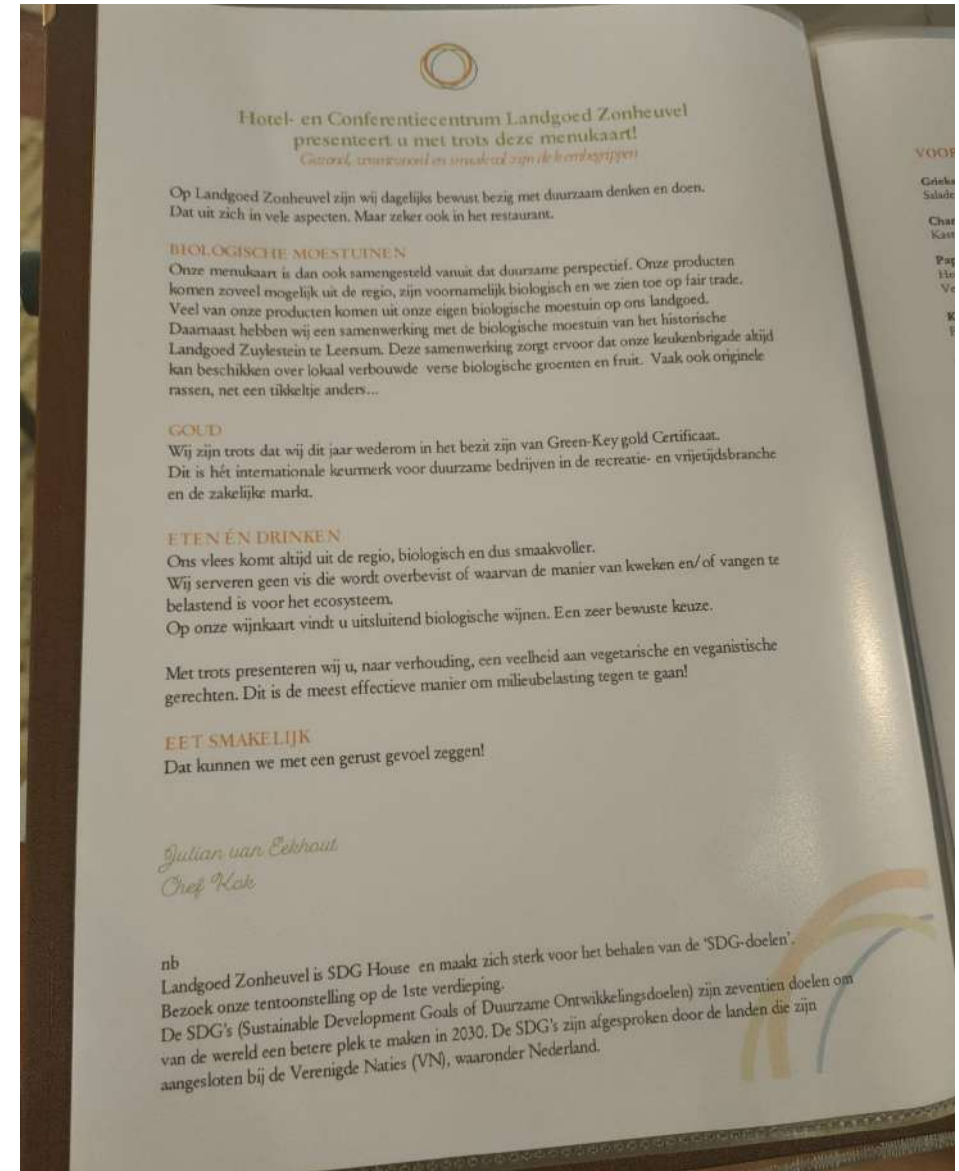 Hotel- en Conferentiecentrum Landgoed Zonheuvel
presenteert u met trots deze menukaart!
Gezond, verantwoord en smaakvol zijn de kernbegrippen
Op Landgoed Zonheuvel zijn wij dagelijks bewust bezig met duurzaam denken en doen.
Dat uit zich in vele aspecten. Maar zeker ook in het restaurant.
BIOLOGISCHE MOESTUINEN
Onze menukaart is dan ook samengesteld vanuit dat duurzame perspectief. Onze producten
komen zoveel mogelijk uit de regio, zijn voornamelijk biologisch en we zien toe op fair trade.
Veel van onze producten komen uit onze eigen biologische moestuin op ons landgoed.
Daarnaast hebben wij een samenwerking met de biologische moestuin van het historische
Landgoed Zuylestein te Leersum. Deze samenwerking zorgt ervoor dat onze keukenbrigade altijd
kan beschikken over lokaal verbouwde verse biologische groenten en fruit. Vaak ook originele
rassen, net een tikkeltje anders...
GOUD
Wij zijn trots dat wij dit jaar wederom in het bezit zijn van Green-Key gold Certificaat.
Dit is hét internationale keurmerk voor duurzame bedrijven in de recreatie- en vrijetijdsbranche
en de zakelijke markt.
ETEN ÉN DRINKEN
Ons vlees komt altijd uit de regio, biologisch en dus smaakvoller.
Wij serveren geen vis die wordt overbevist of waarvan de manier van kweken en/of vangen te
belastend is voor het ecosysteem.
Op onze wijnkaart vindt u uitsluitend biologische wijnen. Een zeer bewuste keuze.
Met trots presenteren wij u, naar verhouding, een veelheid aan vegetarische en veganistische
gerechten. Dit is de meest effectieve manier om milieubelasting tegen te gaan!
EET SMAKELIJK
Dat kunnen we met een gerust gevoel zeggen!
Julian van Eekhout
Chef Kok
nb
Landgoed Zonheuvel is SDG House en maakt zich sterk voor het behalen van de 'SDG-doelen'.
Bezoek onze tentoonstelling op de 1ste verdieping.
De SDG's (Sustainable Development Goals of Duurzame Ontwikkelingsdoelen) zijn zeventien doelen om
van de wereld een betere plek te maken in 2030. De SDG's zijn afgesproken door de landen die zijn
aangesloten bij de Verenigde Naties (VN), waaronder Nederland.